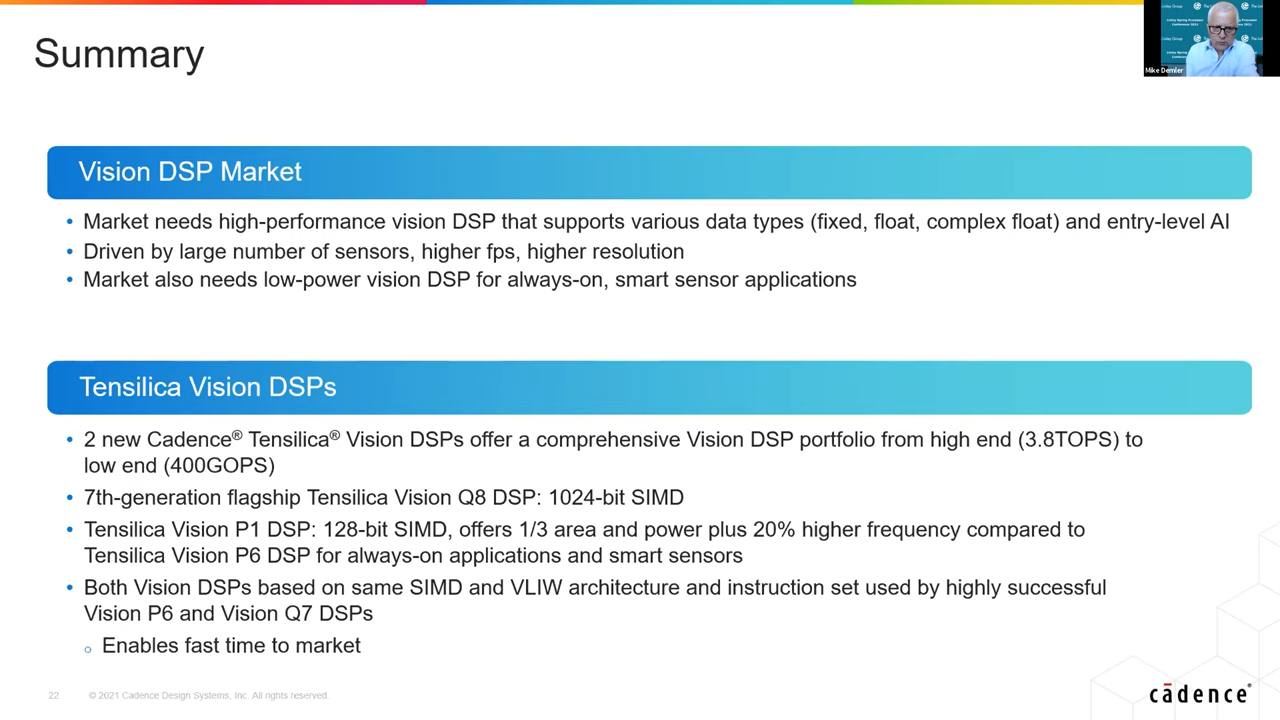 Summary
Mike Demler
Vision DSP Market
• Market needs high-performance vision DSP that supports various data types (fixed, float, complex float) and entry-level AI
• Driven by large number of sensors, higher fps, higher resolution
• Market also needs low-power vision DSP for always-on, smart sensor applications
Tensilica Vision DSPs
• 2 new Cadence® Tensilica® Vision DSPs offer a comprehensive Vision DSP portfolio from high end (3.8TOPS) to
low end (400GOPS)
• 7th-generation flagship Tensilica Vision Q8 DSP: 1024-bit SIMD
• Tensilica Vision P1 DSP: 128-bit SIMD, offers 1/3 area and power plus 20% higher frequency compared to
Tensilica Vision P6 DSP for always-on applications and smart sensors
• Both Vision DSPs based on same SIMD and VLIW architecture and instruction set used by highly successful
Vision P6 and Vision Q7 DSPs
○ Enables fast time to market
22 © 2021 Cadence Design Systems, Inc. All rights reserved.
cādence®